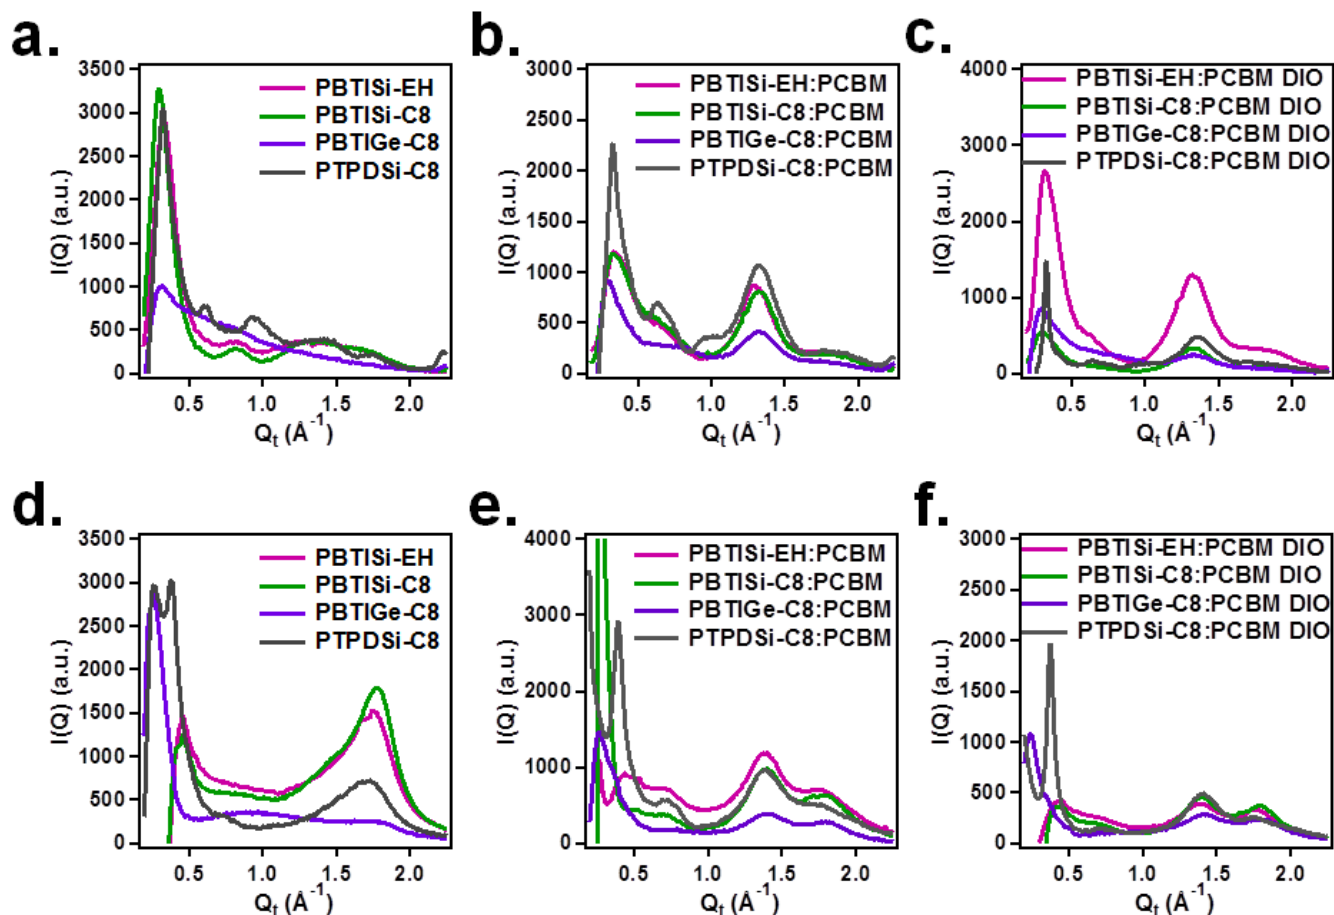 a.
I(Q) (a.u.)
3500
3000
2500
2000
1500
1000
500
0
PBTISi-EH
PBTISi-C8
PBTIGe-C8
PTPDSi-C8
0.5 1.0 1.5 2.0
Qt (Å-1)
b.
I(Q) (a.u.)
3000
2500
2000
1500
1000
500
0
PBTISi-EH:PCBM
PBTISi-C8:PCBM
PBTIGe-C8:PCBM
PTPDSi-C8:PCBM
0.5 1.0 1.5 2.0
Qt (Å-1)
c.
I(Q) (a.u.)
4000
3000
2000
1000
0
PBTISi-EH:PCBM DIO
PBTISi-C8:PCBM DIO
PBTIGe-C8:PCBM DIO
PTPDSi-C8:PCBM DIO
0.5 1.0 1.5 2.0
Qt (Å-1)
d.
I(Q) (a.u.)
3500
3000
2500
2000
1500
1000
500
0
PBTISi-EH
PBTISi-C8
PBTIGe-C8
PTPDSi-C8
0.5 1.0 1.5 2.0
Qt (Å-1)
e.
I(Q) (a.u.)
4000
3000
2000
1000
0
PBTISi-EH:PCBM
PBTISi-C8:PCBM
PBTIGe-C8:PCBM
PTPDSi-C8:PCBM
0.5 1.0 1.5 2.0
Qt (Å-1)
f.
I(Q) (a.u.)
3000
2500
2000
1500
1000
500
0
PBTISi-EH:PCBM DIO
PBTISi-C8:PCBM DIO
PBTIGe-C8:PCBM DIO
PTPDSi-C8:PCBM DIO
0.5 1.0 1.5 2.0
Qt (Å-1)